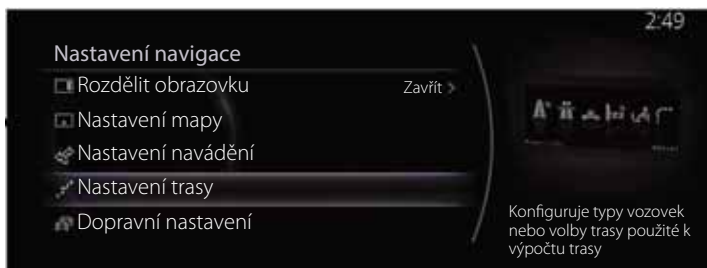 2:49
Nastavení navigace
Rozdělit obrazovku Zavřít >
Nastavení mapy
Nastavení navádění
Nastavení trasy
Dopravní nastavení
Konfiguruje typy vozovek
nebo volby trasy použité k
výpočtu trasy